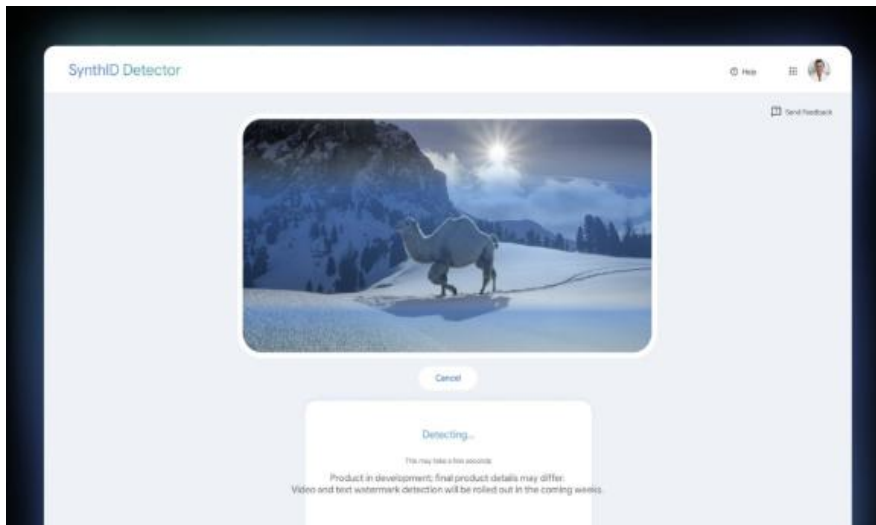 SynthID Detector
Help
Send Feedback
Cancel
Detecting...
This may take a few seconds
Product in development; final product details may differ.
Video and text watermark detection will be rolled out in the coming weeks.